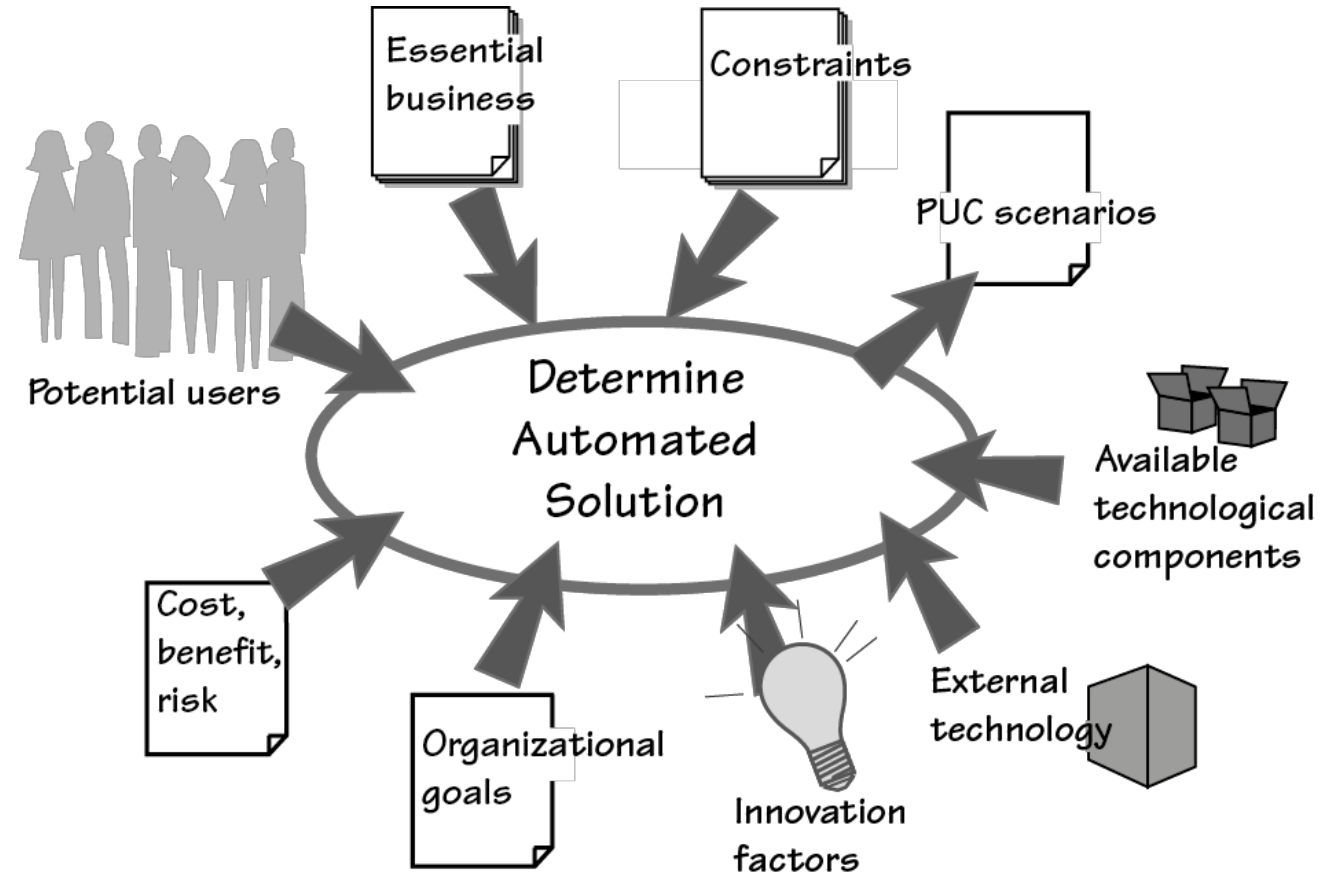 Essential
business
Constraints
PUC scenarios
Potential users
Determine
Automated
Solution
Available
technological
components
Cost,
benefit,
risk
Organizational
goals
External
technology
Innovation
factors